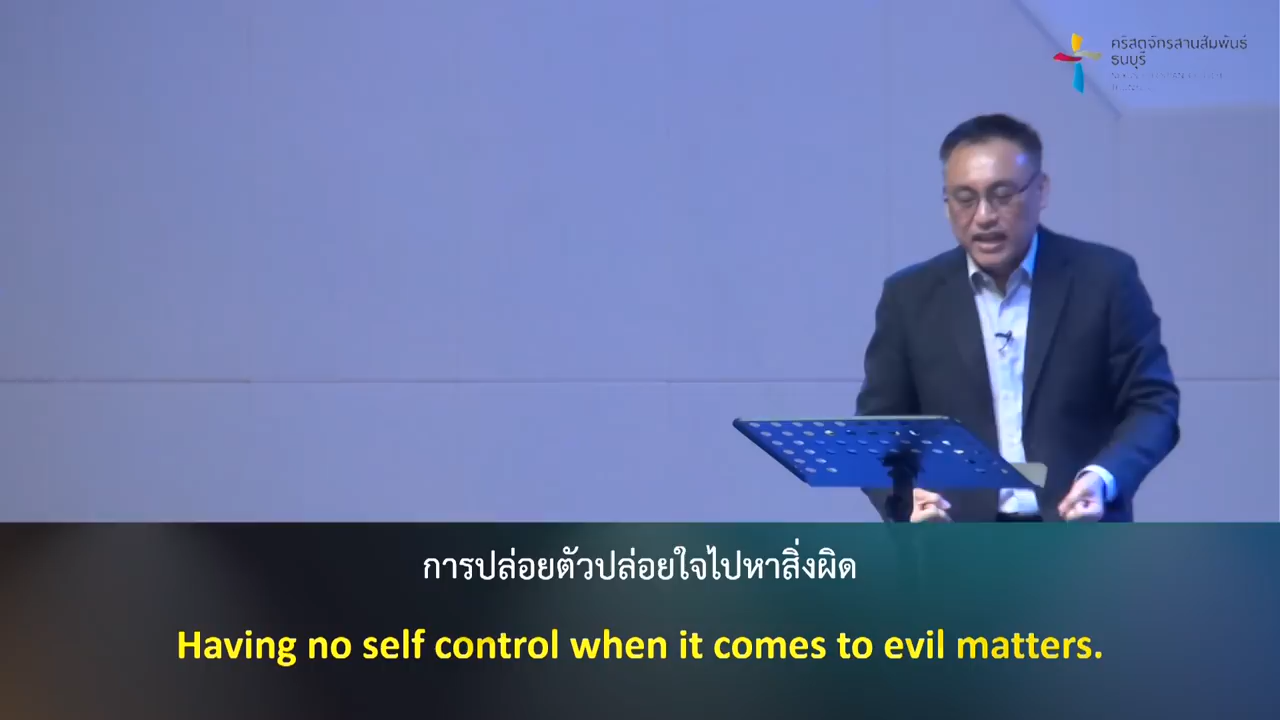 คริสตจักรสานสัมพันธ์
ธนบุรี
การปล่อยตัวปล่อยใจไปหาสิ่งผิด
Having no self control when it comes to evil matters.